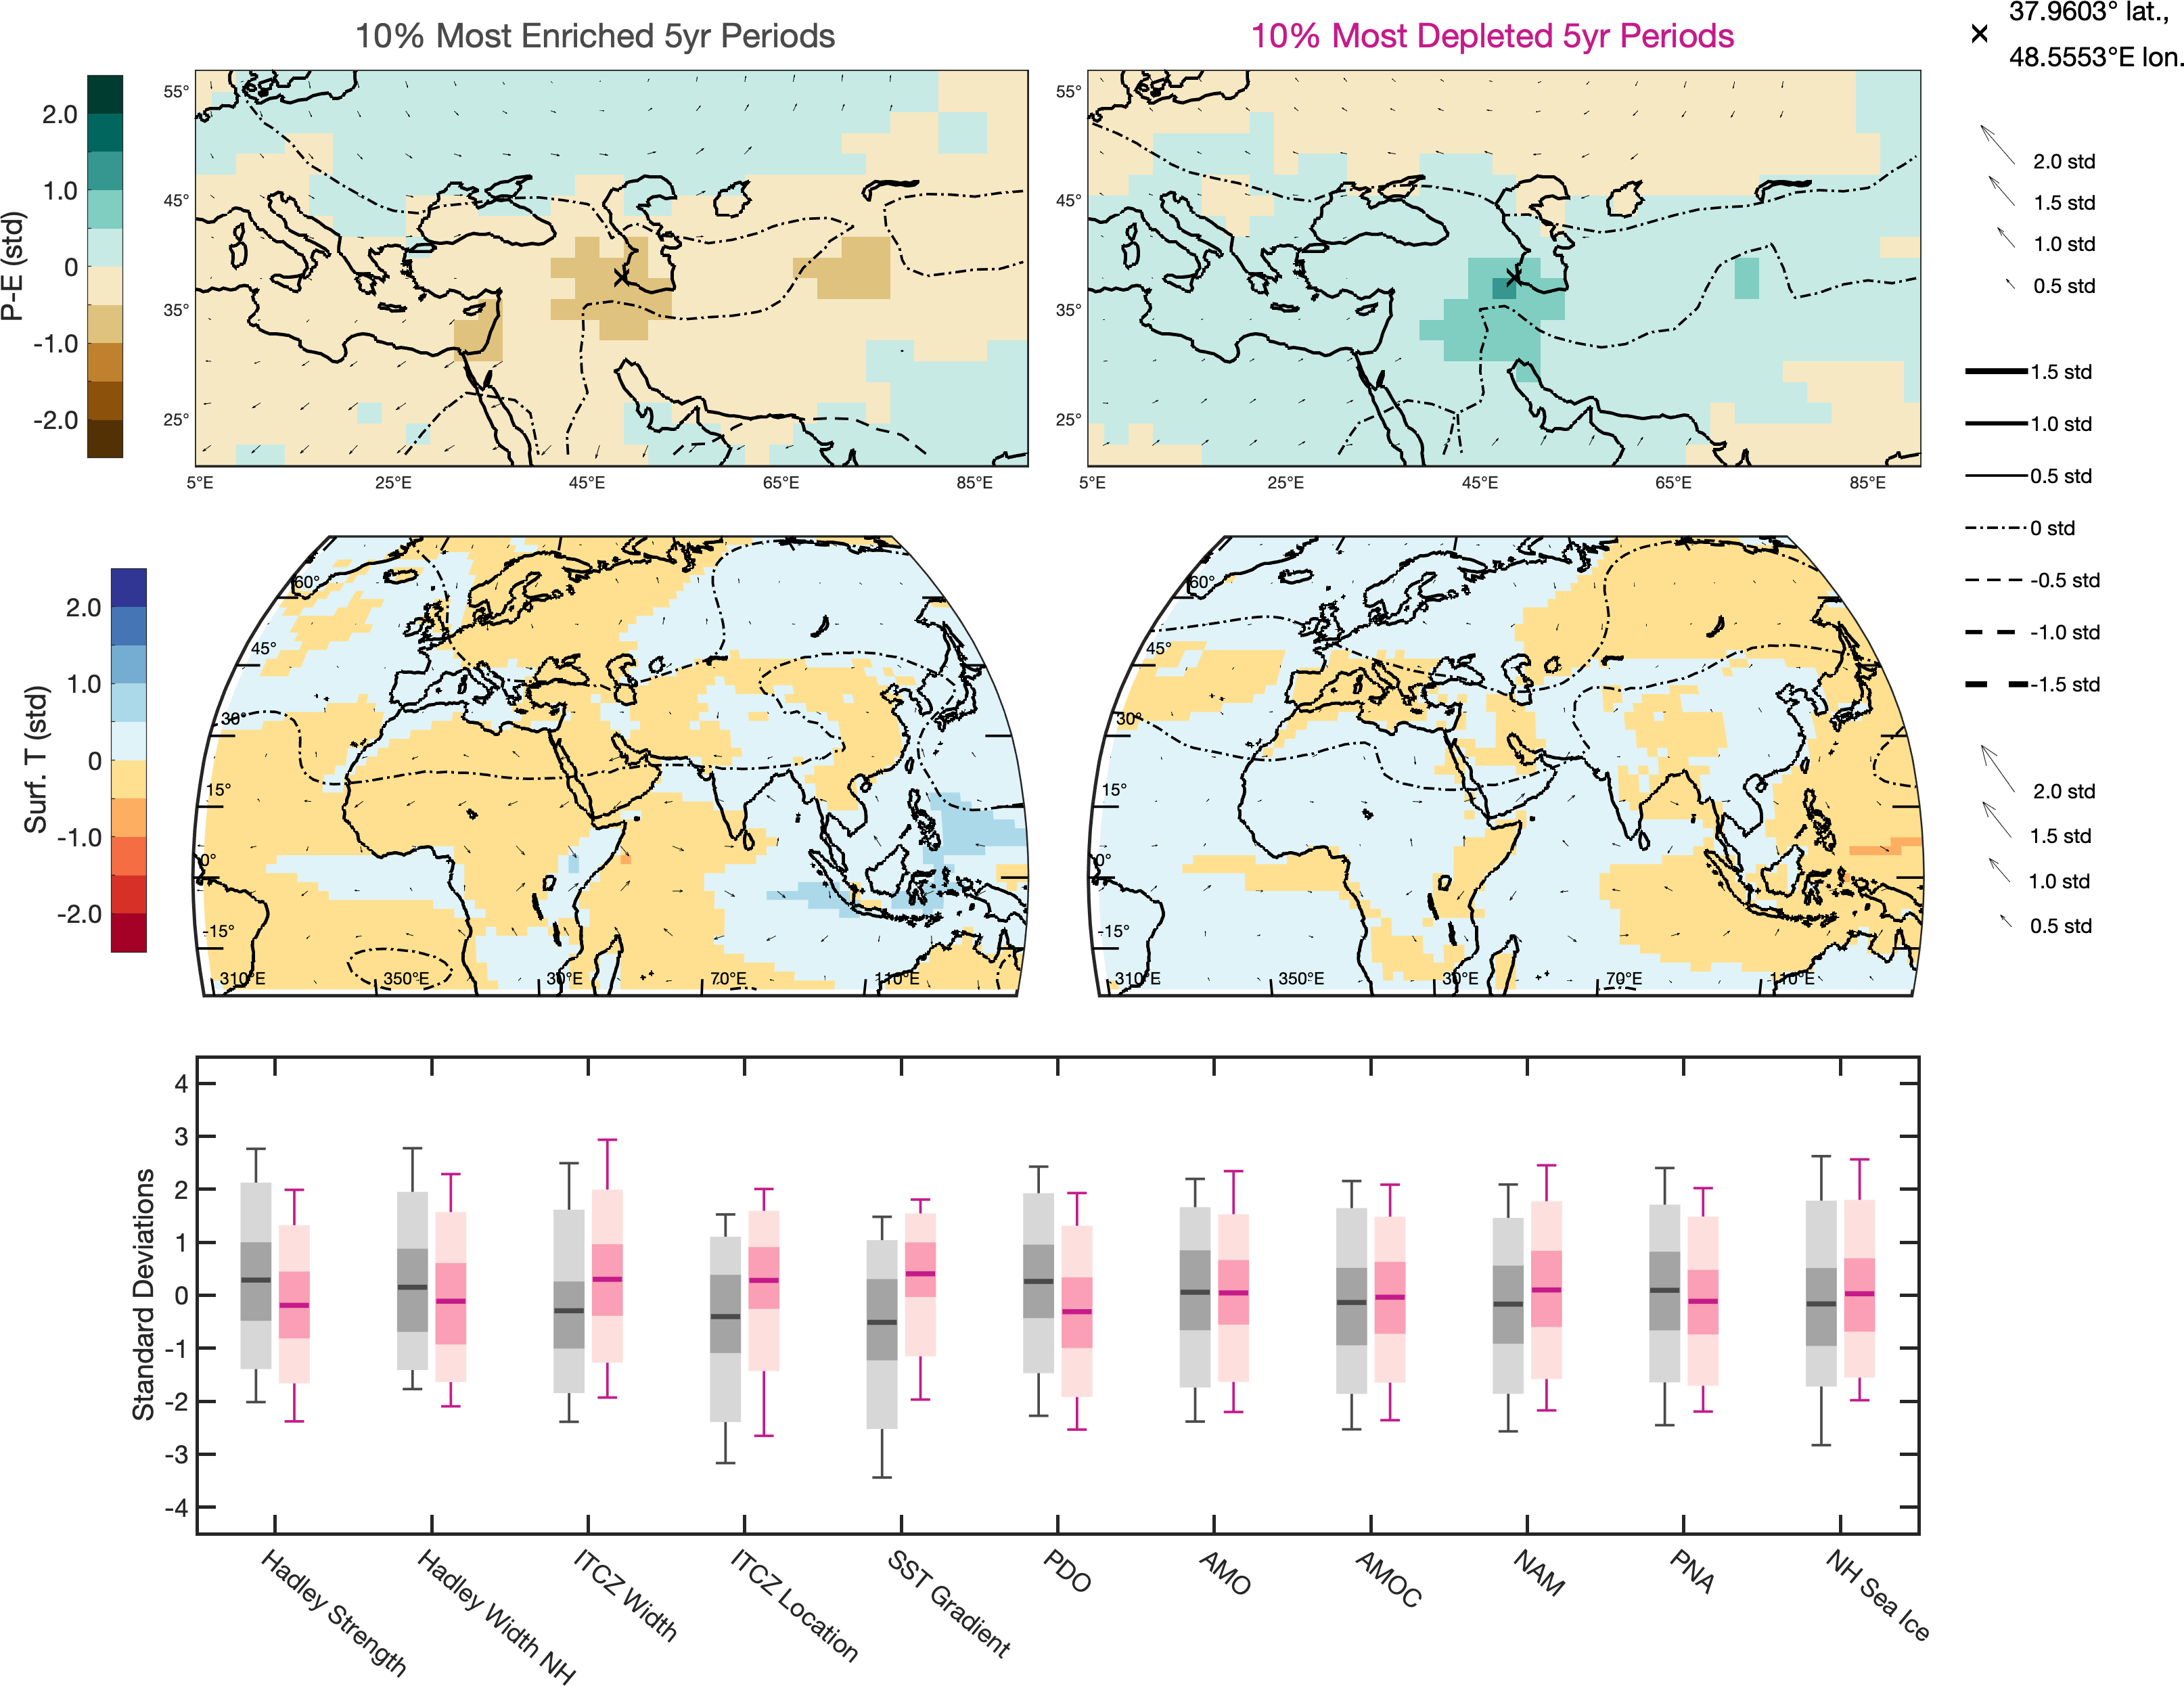 10% Most Enriched 5yr Periods
10% Most Depleted 5yr Periods
37.9603° lat.,
48.5553°E lon.
P-E (std)
2.0
1.0
0
-1.0
-2.0
55°
45°
35°
25°
5°E 25°E 45°E 65°E 85°E
55°
45°
35°
25°
5°E 25°E 45°E 65°E 85°E
2.0 std
1.5 std
1.0 std
0.5 std
1.5 std
1.0 std
0.5 std
0 std
-0.5 std
-1.0 std
-1.5 std
Surf. T (std)
2.0
1.0
0
-1.0
-2.0
60°
45°
30°
15°
0°
-15°
310°E 350°E 30°E 70°E 110°E
60°
45°
30°
15°
0°
-15°
310°E 350°E 30°E 70°E 110°E
2.0 std
1.5 std
1.0 std
0.5 std
Standard Deviations
4
3
2
1
0
-1
-2
-3
-4
Hadley Strength
Hadley Width NH
ITCZ Width
ITCZ Location
SST Gradient
PDO
AMO
AMOC
NAM
PNA
NH Sea Ice